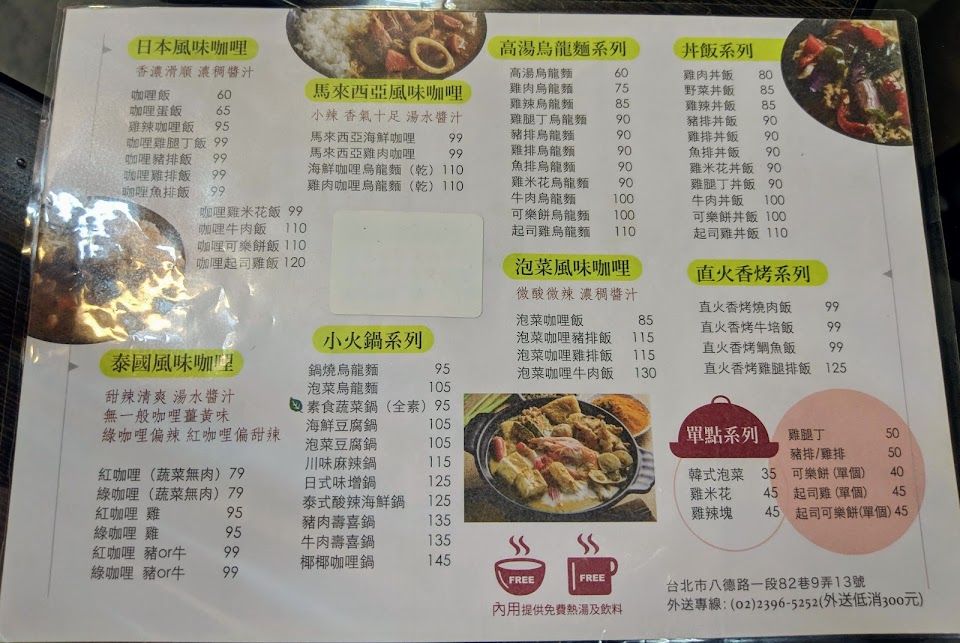 日本風味咖哩
香濃滑順 濃稠醬汁
咖哩飯 60
咖哩蛋飯 65
雞辣咖哩飯 95
咖哩雞腿丁飯 99
咖哩豬排飯 99
咖哩雞排飯 99
咖哩魚排飯 99
咖哩雞米花飯 99
咖哩牛肉飯 110
咖哩可樂餅飯 110
咖哩起司雞飯 120
泰國風味咖哩
甜辣清爽 湯水醬汁
無一般咖哩薑黃味
綠咖哩偏辣 紅咖哩偏甜辣
紅咖哩（蔬菜無肉）79
綠咖哩（蔬菜無肉）79
紅咖哩 雞 95
綠咖哩 雞 95
紅咖哩 豬or牛 99
綠咖哩 豬or牛 99
馬來西亞風味咖哩
小辣 香氣十足 湯水醬汁
馬來西亞海鮮咖哩 99
馬來西亞雞肉咖哩 99
海鮮咖哩烏龍麵（乾）110
雞肉咖哩烏龍麵（乾）110
小火鍋系列
鍋燒烏龍麵 95
泡菜烏龍麵 105
素食蔬菜鍋（全素）95
海鮮豆腐鍋 105
泡菜豆腐鍋 105
川味麻辣鍋 115
日式味增鍋 125
泰式酸辣海鮮鍋 125
豬肉壽喜鍋 135
牛肉壽喜鍋 135
椰椰咖哩鍋 145
高湯烏龍麵系列
高湯烏龍麵 60
雞肉烏龍麵 75
雞辣烏龍麵 85
雞腿丁烏龍麵 90
豬排烏龍麵 90
雞排烏龍麵 90
魚排烏龍麵 90
雞米花烏龍麵 90
牛肉烏龍麵 100
可樂餅烏龍麵 100
起司雞烏龍麵 110
泡菜風味咖哩
微酸微辣 濃稠醬汁
泡菜咖哩飯 85
泡菜咖哩豬排飯 115
泡菜咖哩雞排飯 115
泡菜咖哩牛肉飯 130
FREE
FREE
內用提供免費熱湯及飲料
丼飯系列
雞肉丼飯 80
野菜丼飯 85
雞辣丼飯 85
豬排丼飯 90
雞排丼飯 90
魚排丼飯 90
雞米花丼飯 90
雞腿丁丼飯 90
牛肉丼飯 100
可樂餅丼飯 100
起司雞丼飯 110
直火香烤系列
直火香烤燒肉飯 99
直火香烤牛培飯 99
直火香烤鯛魚飯 99
直火香烤雞腿排飯 125
單點系列
韓式泡菜 35
雞米花 45
雞辣塊 45
雞腿丁 50
豬排/雞排 50
可樂餅（單個） 40
起司雞（單個） 45
起司可樂餅(單個) 45
台北市八德路一段82巷9弄13號
外送專線: (02)2396-5252(外送低消300元)